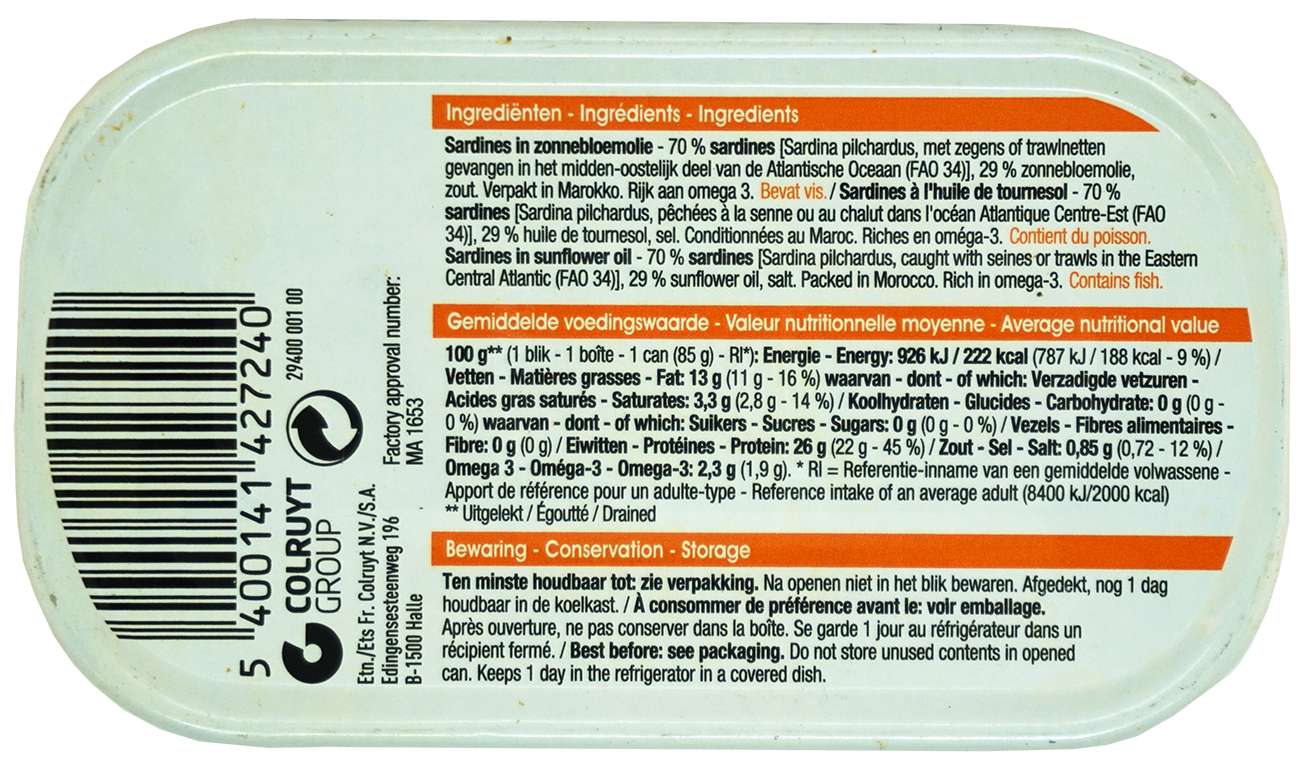 Ingrediënten - Ingrédients - Ingredients
Sardines in zonnebloemolie - 70 % sardines [Sardina pilchardus, met zegens of trawlnetten
gevangen in het midden-oostelijk deel van de Atlantische Oceaan (FAO 34)], 29 % zonnebloemolie,
zout. Verpakt in Marokko. Rijk aan omega 3. Bevat vis. / Sardines à l'huile de tournesol - 70 %
sardines [Sardina pilchardus, pêchées à la senne ou au chalut dans l'océan Atlantique Centre-Est (FAO
34)], 29 % huile de tournesol, sel. Conditionnées au Maroc. Riches en oméga-3. Contient du poisson.
Sardines in sunflower oil - 70 % sardines [Sardina pilchardus, caught with seines or trawls in the Eastern
Central Atlantic (FAO 34)], 29 % sunflower oil, salt. Packed in Morocco. Rich in omega-3. Contains fish.
Gemiddelde voedingswaarde - Valeur nutritionnelle moyenne - Average nutritional value
100 g** (1 blik - 1 boîte - 1 can (85 g) - RI*): Energie - Energy: 926 kJ / 222 kcal (787 kJ / 188 kcal - 9 %) /
Vetten - Matières grasses - Fat: 13 g (11 g - 16 %) waarvan - dont - of which: Verzadigde vetzuren -
Acides gras saturés - Saturates: 3,3 g (2,8 g - 14 %) / Koolhydraten - Glucides - Carbohydrate: 0 g (0 g -
0 %) waarvan - dont - of which: Suikers - Sucres - Sugars: 0 g (0 g - 0 %) / Vezels - Fibres alimentaires -
Fibre: 0 g (0 g) / Eiwitten - Protéines - Protein: 26 g (22 g - 45 %) / Zout - Sel - Salt: 0,85 g (0,72 - 12 %) /
Omega 3 - Oméga-3 - Omega-3: 2,3 g (1,9 g). * RI = Referentie-inname van een gemiddelde volwassene -
Apport de référence pour un adulte-type - Reference intake of an average adult (8400 kJ/2000 kcal)
** Uitgelekt / Égoutté / Drained
Bewaring - Conservation - Storage
Ten minste houdbaar tot: zie verpakking. Na openen niet in het blik bewaren. Afgedekt, nog 1 dag
houdbaar in de koelkast. / À consommer de préférence avant le: voir emballage.
Après ouverture, ne pas conserver dans la boîte. Se garde 1 jour au réfrigérateur dans un
récipient fermé. / Best before: see packaging. Do not store unused contents in opened
can. Keeps 1 day in the refrigerator in a covered dish.
5 400141 427240
COLRUYT
GROUP
29400 001 00
Etn./Ets Fr. Colruyt N.V./S.A.
Edingensesteenweg 196
B-1500 Halle
Factory approval number:
MA 1653